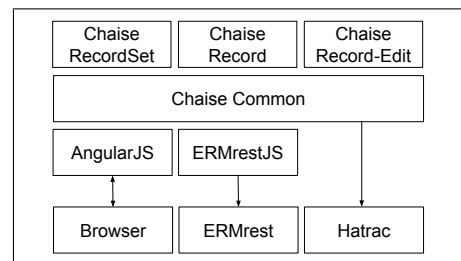 Chaise
RecordSet
Chaise
Record
Chaise
Record-Edit
Chaise Common
AngularJS
ERMrestJS
Browser
ERMrest
Hatrac